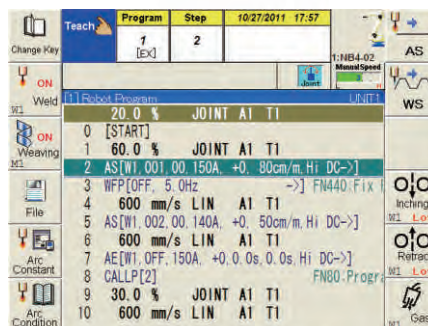 Change Key
Teach
Program
Step
10/27/2011 17:57
1
[EX]
2
1:NB4-02
Manual Speed
AS
ON
Joint
W1 Weld
WS
[1] Robot Program UNIT1
20.0 % JOINT A1 T1
0 [START]
1 60.0 % JOINT A1 T1
2 AS[W1,001,00,150A, +0, 80cm/m,Hi DC->]
3 WFP[OFF, 5.0Hz ->] FN440:Fix
4 600 mm/s LIN A1 T1
5 AS[W1,002,00,140A, +0, 50cm/m,Hi DC->]
6 600 mm/s LIN A1 T1
7 AE[W1,OFF,150A, +0,0.0s,0.0s,Hi DC->]
8 CALLP[2] FN80:Progra
9 30.0 % JOINT A1 T1
10 600 mm/s LIN A1 T1
ON
Weaving
M1
File
Arc
Constant
Arc
Condition
Inching
W1 Lo
Retrac
W1 Lo
Gas